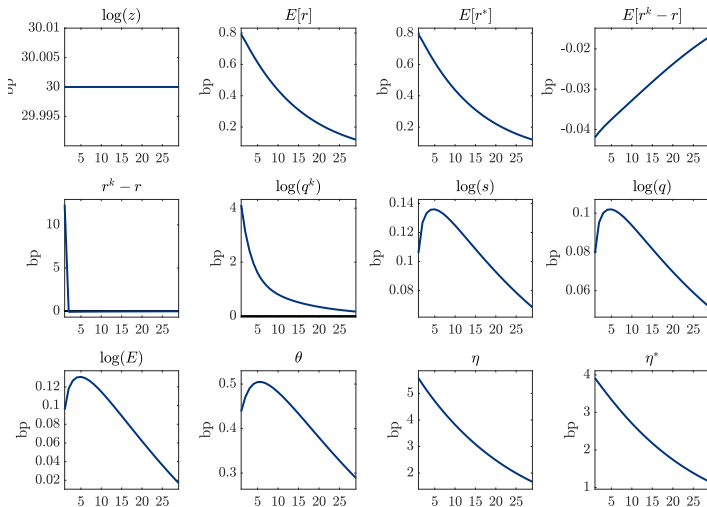 log(z) E[r] E[r*] E[r^k − r]
30.01 0.8 0.8
-0.02
bp 30 bp 0.6 bp 0.6 bp -0.03
0.4 0.4
29.995 0.2 0.2 -0.04
5 10 15 20 25 5 10 15 20 25 5 10 15 20 25 5 10 15 20 25
r^k − r log(q^k) log(s) log(q)
10 4 0.14 0.1
bp 5 bp 2 bp 0.12 bp 0.08
0.1
0 0 0.08 0.06
5 10 15 20 25 5 10 15 20 25 5 10 15 20 25 5 10 15 20 25
log(E) θ η η*
0.12 0.5 5 4
0.1
0.08 4 3
bp 0.06 bp 0.4 bp 3 bp 2
0.04
0.02 0.3 2 1
5 10 15 20 25 5 10 15 20 25 5 10 15 20 25 5 10 15 20 25